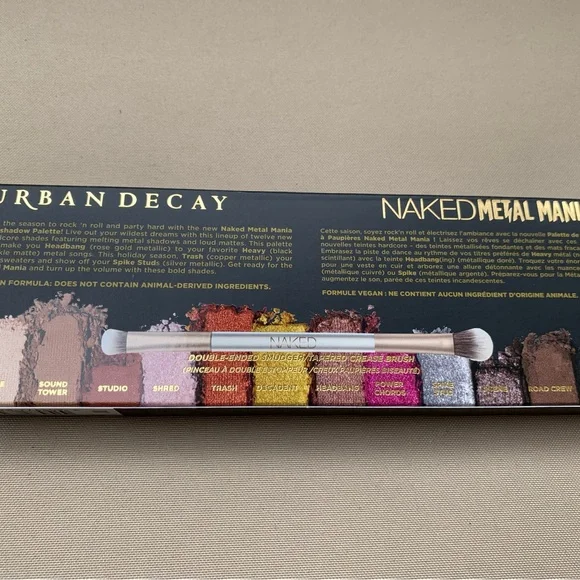 URBAN DECAY
NAKED METAL MANIA
the season to rock 'n roll and party hard with the new Naked Metal Mania
shadow Palette! Live out your wildest dreams with this lineup of twelve new
dcore shades featuring melting metal shadows and loud mattes. This palette
make you Headbang (rose gold metallic) to your favorite Heavy (black
kle matte) metal songs. This holiday season, Trash (copper metallic) your
sweaters and show off your Spike Studs (silver metallic). Get ready for the
Mania and turn up the volume with these bold shades.
N FORMULA: DOES NOT CONTAIN ANIMAL-DERIVED INGREDIENTS.
Cette saison, soyez rock'n roll et électrisez l'ambiance avec la nouvelle Palette de
à Paupières Naked Metal Mania ! Laissez vos rêves se déchaîner avec
nouvelles teintes hardcore - des teintes métallisées fondantes et des mats
Embrasez la piste de danse au rythme de vos titres préférés de Heavy métal
scintillant) avec la teinte Headbang(ing) (métallique doré). Troquez votre
pour une veste en cuir et arborez une allure détonnante avec les
(métallique cuivré) ou Spike (métallique argenté). Préparez-vous pour la
augmentez le son.
FORMULE VEGAN : NE CONTIENT AUCUN INGRÉDIENT D'ORIGINE ANIMALE.
NAKED
DOUBLE-ENDED SMUDGER/TAPERED CREASE BRUSH
SOUND TOWER
STUDIO
SHRED
TRASH
DECADENT
HEADBANG
POWER CHORDS
SPIKE STUD
ROAD CREW